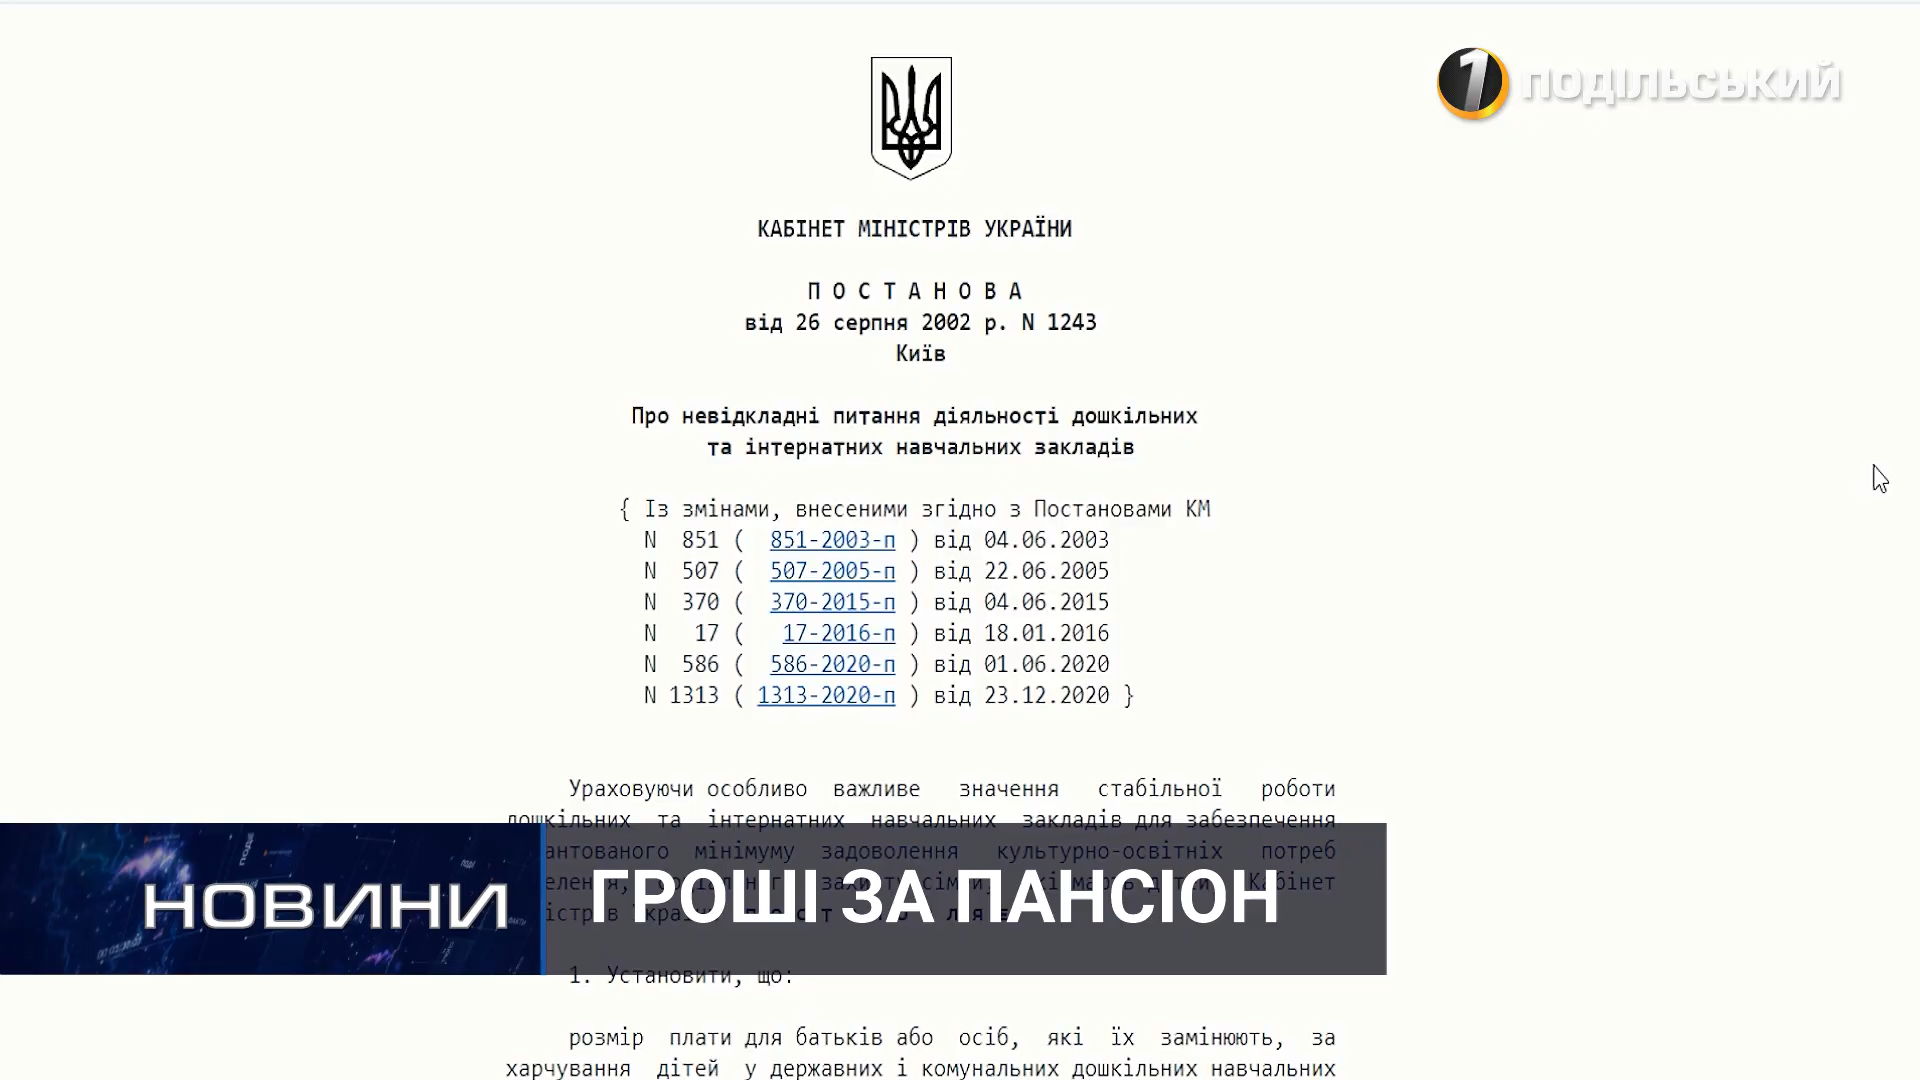 1 ПОДІЛЬСЬКИЙ
КАБІНЕТ МІНІСТРІВ УКРАЇНИ
П О С Т А Н О В А
від 26 серпня 2002 р. N 1243
Київ
Про невідкладні питання діяльності дошкільних
та інтернатних навчальних закладів
{ Із змінами, внесеними згідно з Постановами КМ
N 851 ( 851-2003-п ) від 04.06.2003
N 507 ( 507-2005-п ) від 22.06.2005
N 370 ( 370-2015-п ) від 04.06.2015
N 17 ( 17-2016-п ) від 18.01.2016
N 586 ( 586-2020-п ) від 01.06.2020
N 1313 ( 1313-2020-п ) від 23.12.2020 }
Ураховуючи особливо важливе значення стабільної роботи
дошкільних та інтернатних навчальних закладів для забезпечення
антованого мінімуму задоволення культурно-освітніх потреб
Кабінет
НОВИНИ
ГРОШІ ЗА ПАНСІОН
1. Установити, що:
розмір плати для батьків або осіб, які їх замінюють, за
харчування дітей у державних і комунальних дошкільних навчальних